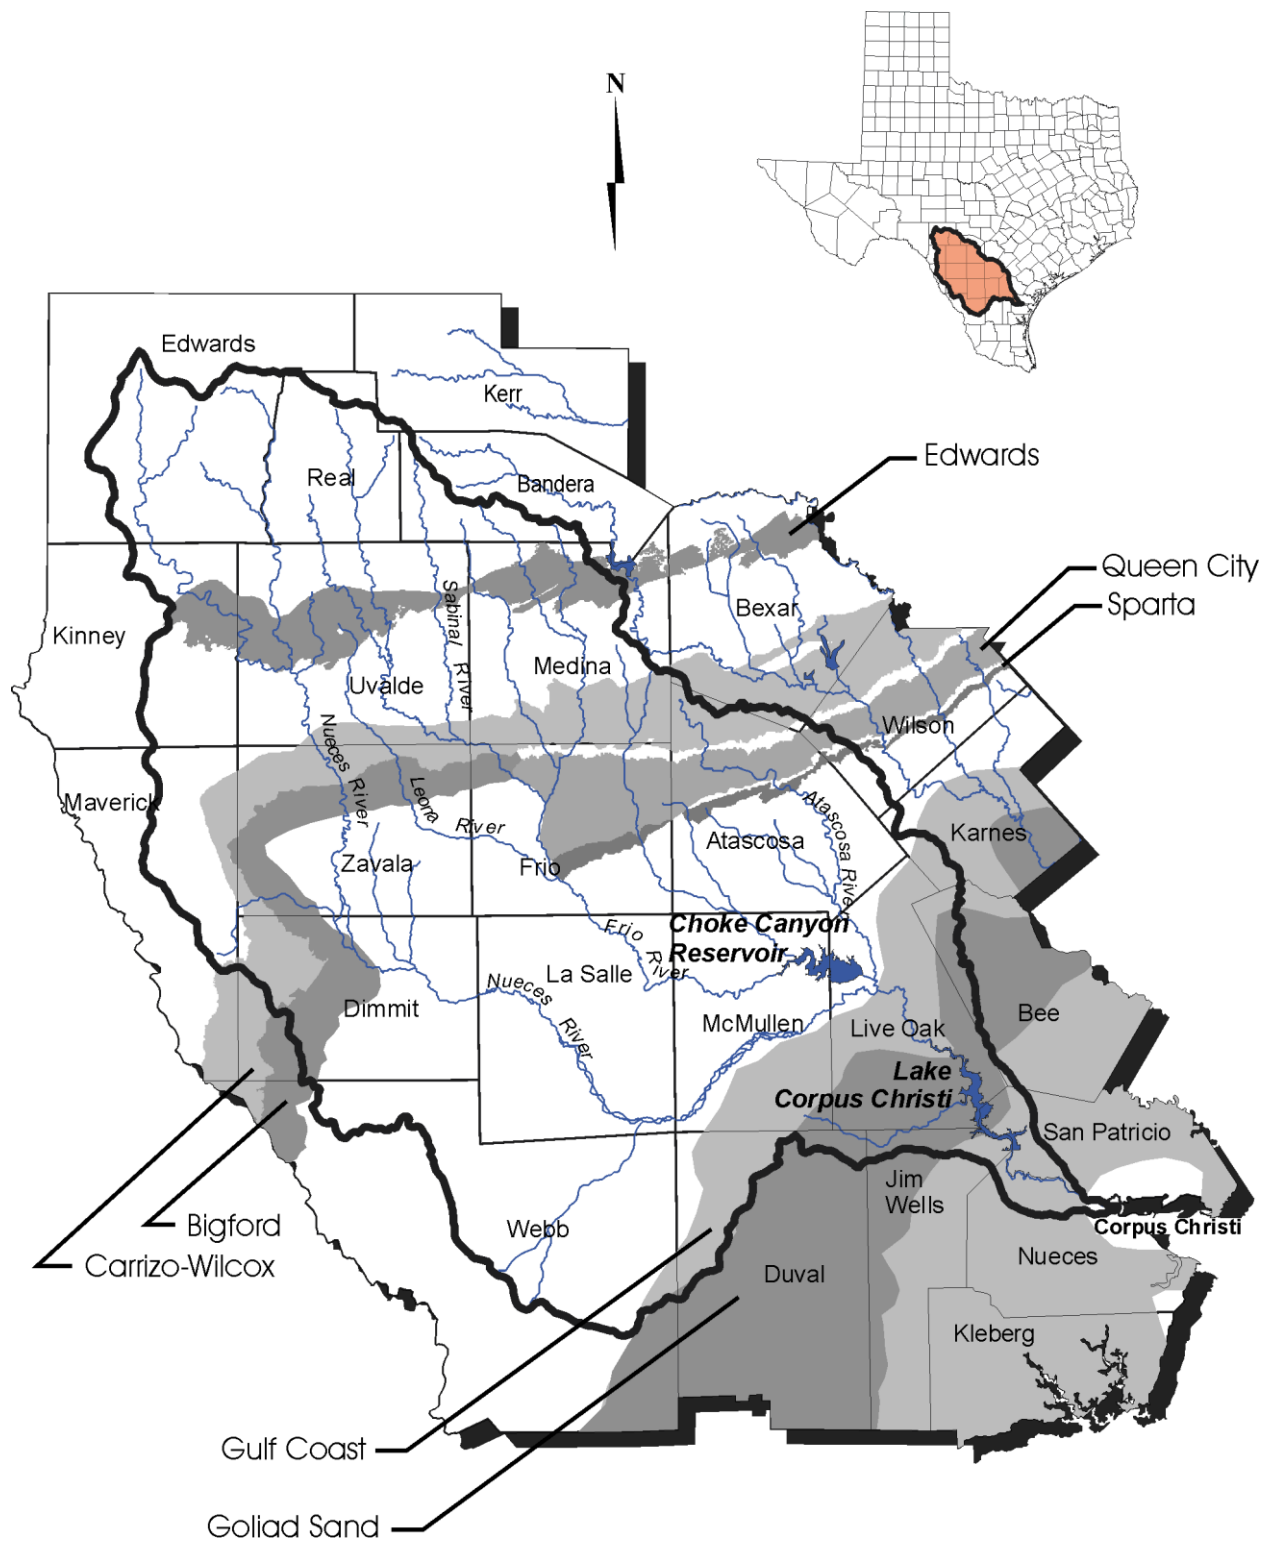 N
Edwards
Kerr
Edwards
Real
Bandera
Queen City
Sparta
Bexar
Kinney
Sabinal River
Medina
Uvalde
Wilson
Nueces River
Maverick
Leona River
Atascosa River
Karnes
Atascosa
Zavala
Frio
Choke Canyon
Reservoir
Frio River
La Salle
Nueces River
Dimmit
Bee
McMullen
Live Oak
Lake
Corpus Christi
San Patricio
Jim
Wells
Bigford
Webb
Corpus Christi
Carrizo-Wilcox
Nueces
Duval
Kleberg
Gulf Coast
Goliad Sand